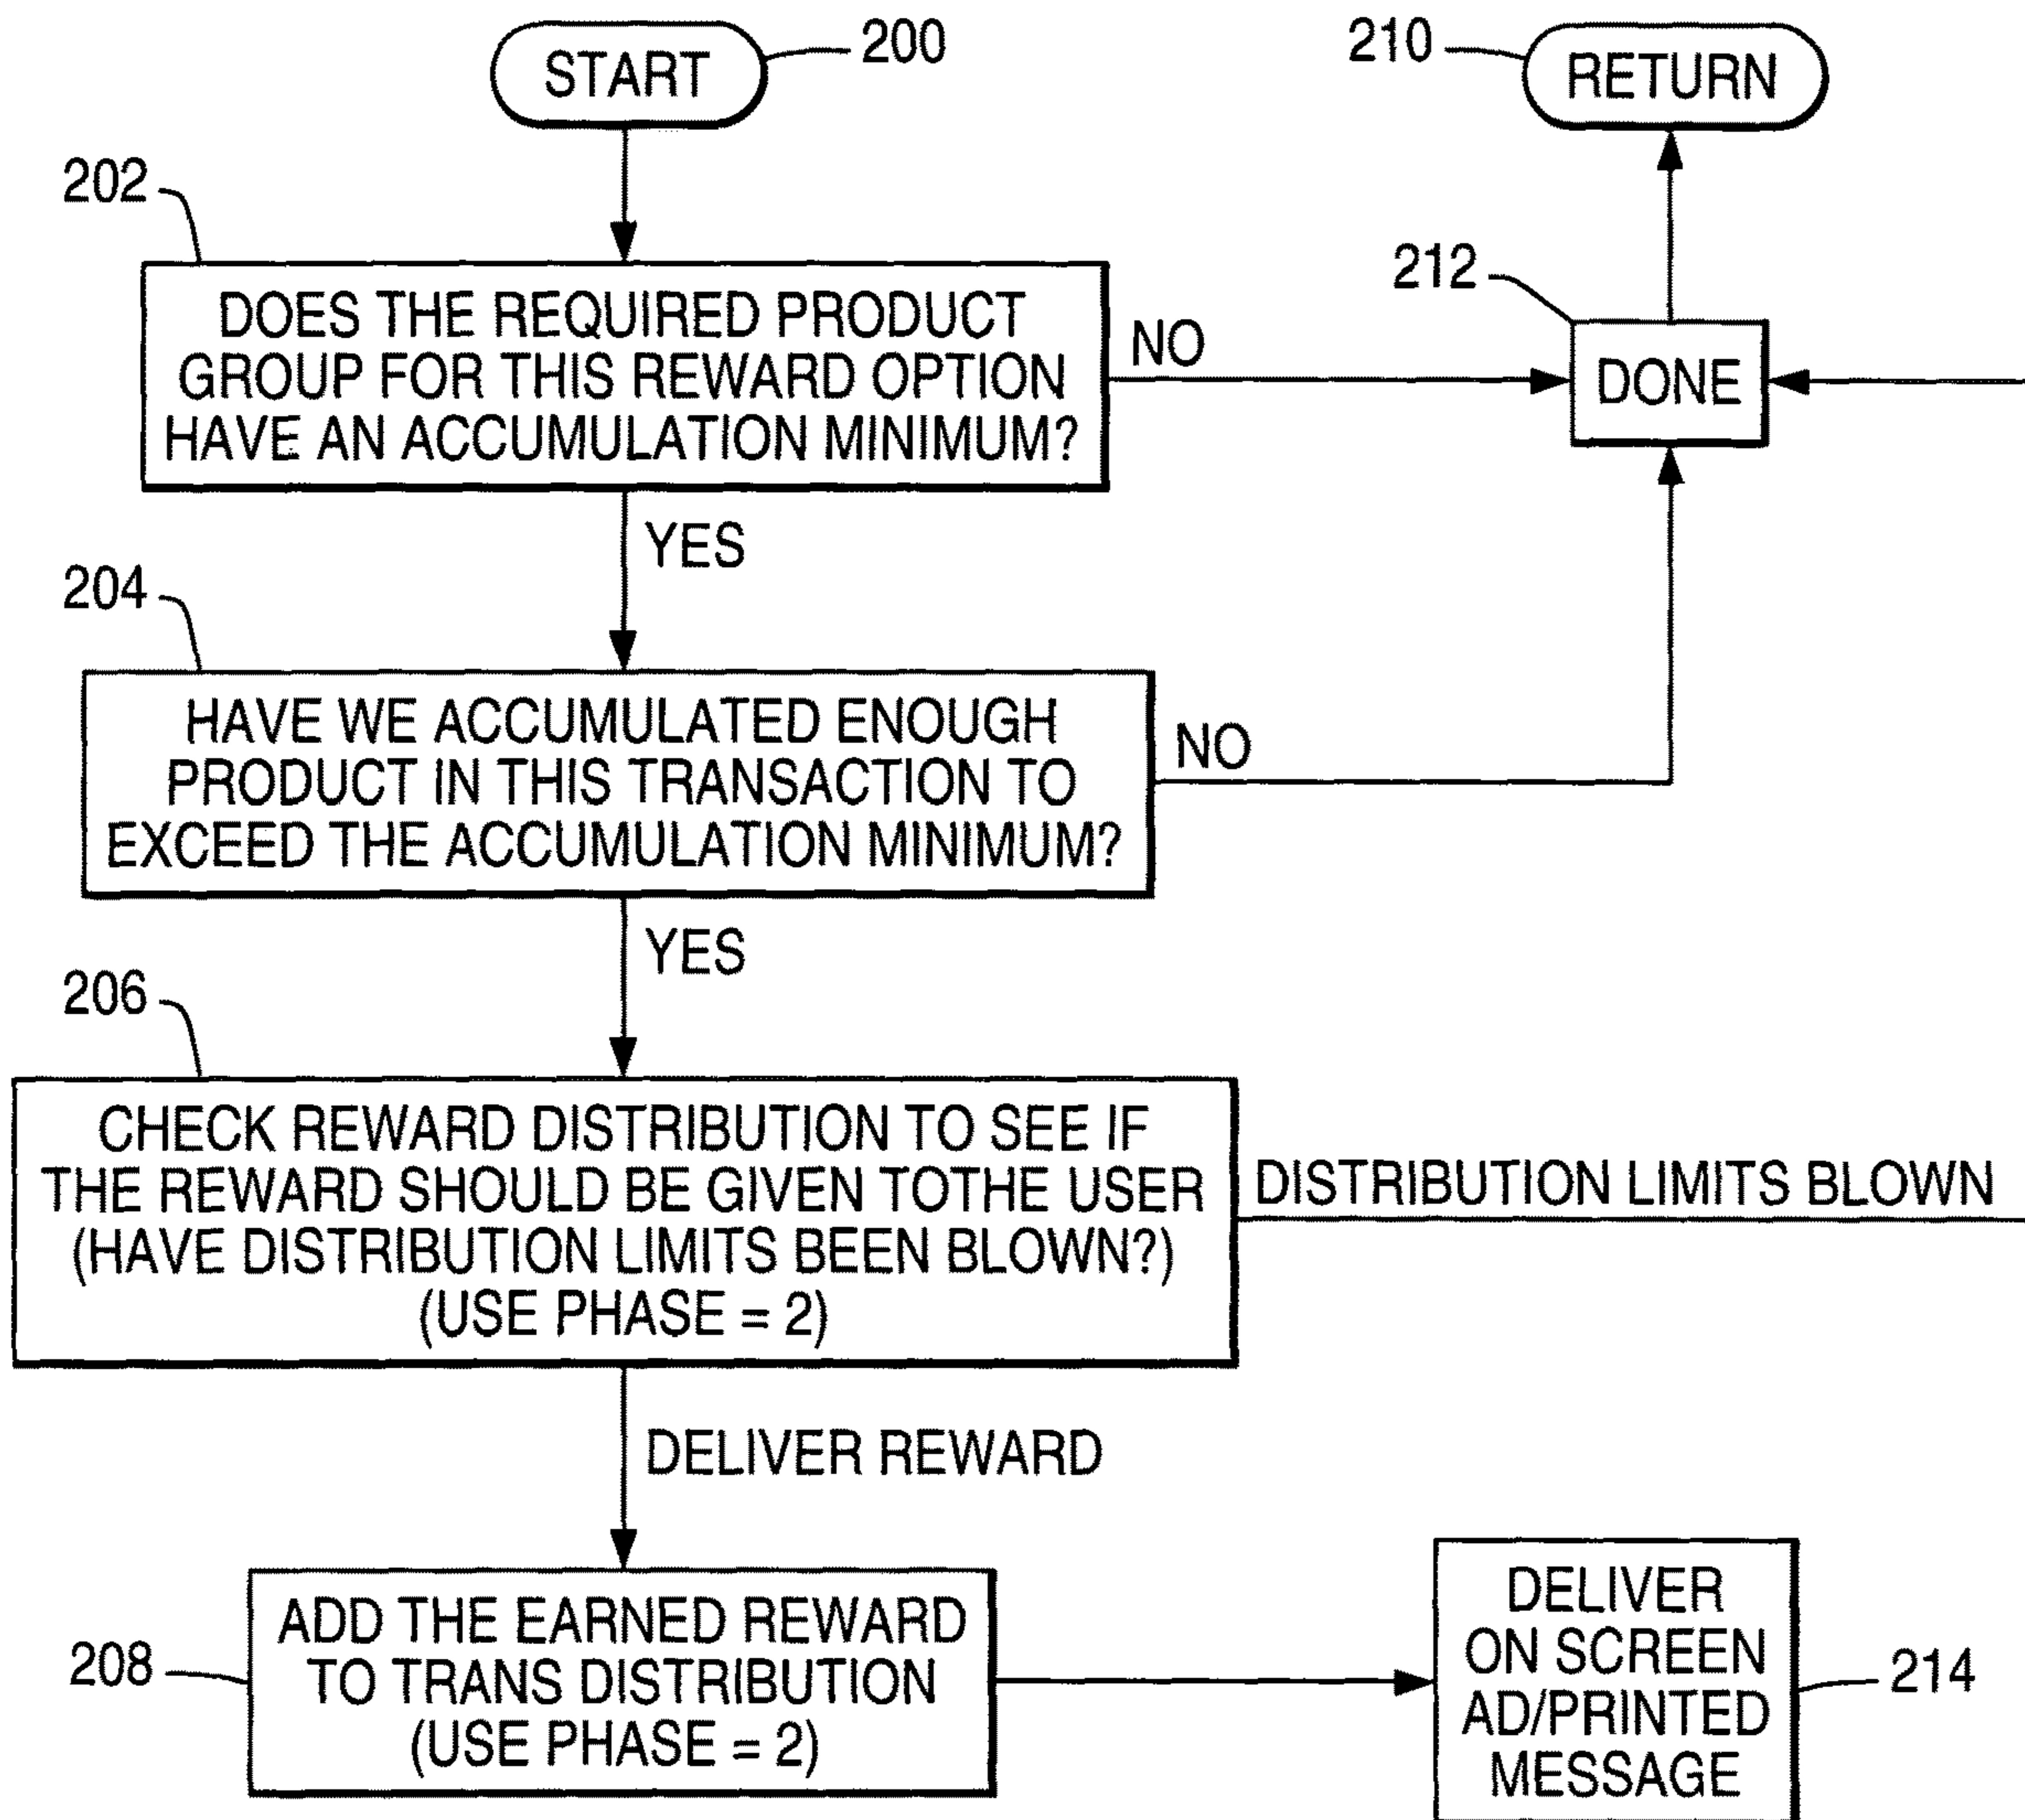 START
200
210
RETURN
202
DOES THE REQUIRED PRODUCT
GROUP FOR THIS REWARD OPTION
HAVE AN ACCUMULATION MINIMUM?
NO
212
DONE
YES
204
HAVE WE ACCUMULATED ENOUGH
PRODUCT IN THIS TRANSACTION TO
EXCEED THE ACCUMULATION MINIMUM?
NO
YES
206
CHECK REWARD DISTRIBUTION TO SEE IF
THE REWARD SHOULD BE GIVEN TOTHE USER
(HAVE DISTRIBUTION LIMITS BEEN BLOWN?)
(USE PHASE = 2)
DISTRIBUTION LIMITS BLOWN
DELIVER REWARD
208
ADD THE EARNED REWARD
TO TRANS DISTRIBUTION
(USE PHASE = 2)
DELIVER
ON SCREEN
AD/PRINTED
MESSAGE
214